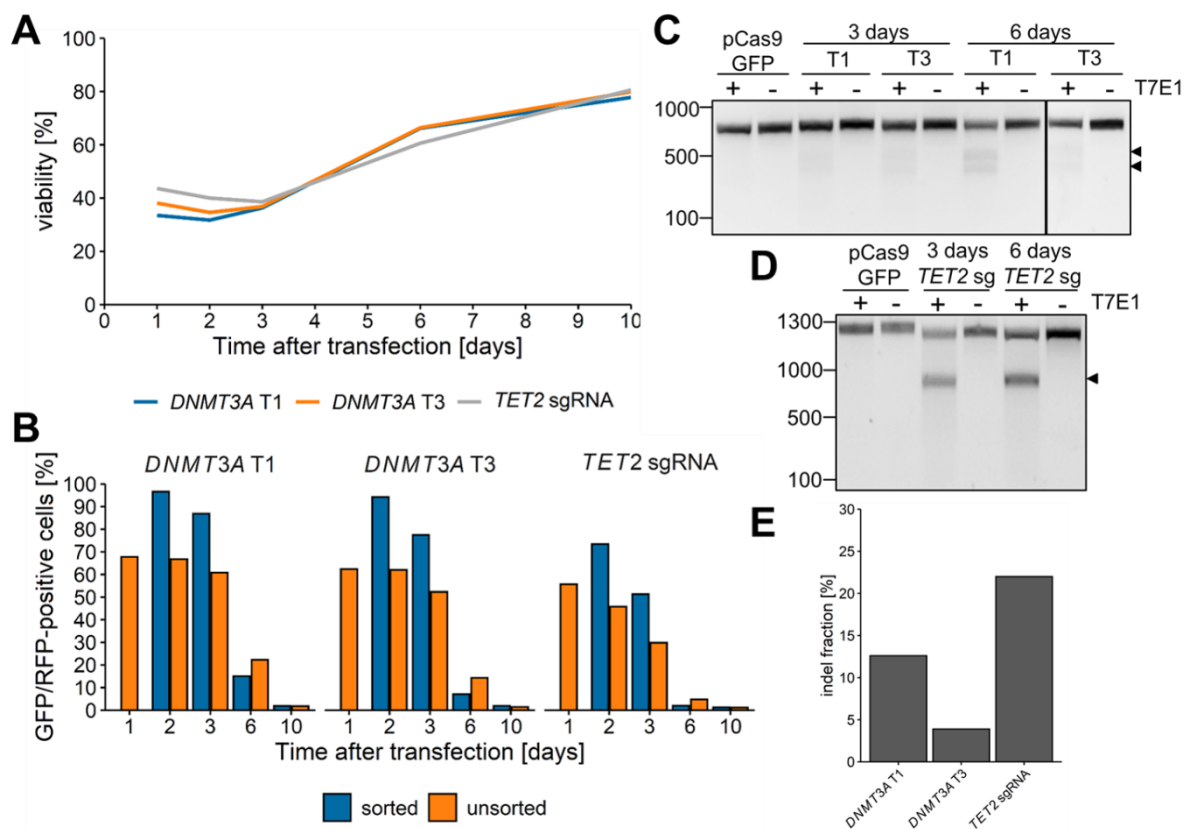 A
100
80
60
40
20
0
viability [%]
0 1 2 3 4 5 6 7 8 9 10
Time after transfection [days]
DNMT3A T1 DNMT3A T3 TET2 sgRNA
B
DNMT3A T1 DNMT3A T3 TET2 sgRNA
100
90
80
70
60
50
40
30
20
10
0
GFP/RFP-positive cells [%]
1 2 3 6 10 1 2 3 6 10 1 2 3 6 10
Time after transfection [days]
sorted unsorted
C
3 days 6 days
pCas9
GFP T1 T3 T1 T3
+ - + - + - + - + - T7E1
1000
500
100
D
pCas9 3 days 6 days
GFP TET2 sg TET2 sg
+ - + - + - T7E1
1300
1000
500
100
E
30
25
20
15
10
5
0
indel fraction [%]
DNMT3A T1
DNMT3A T3
TET2 sgRNA